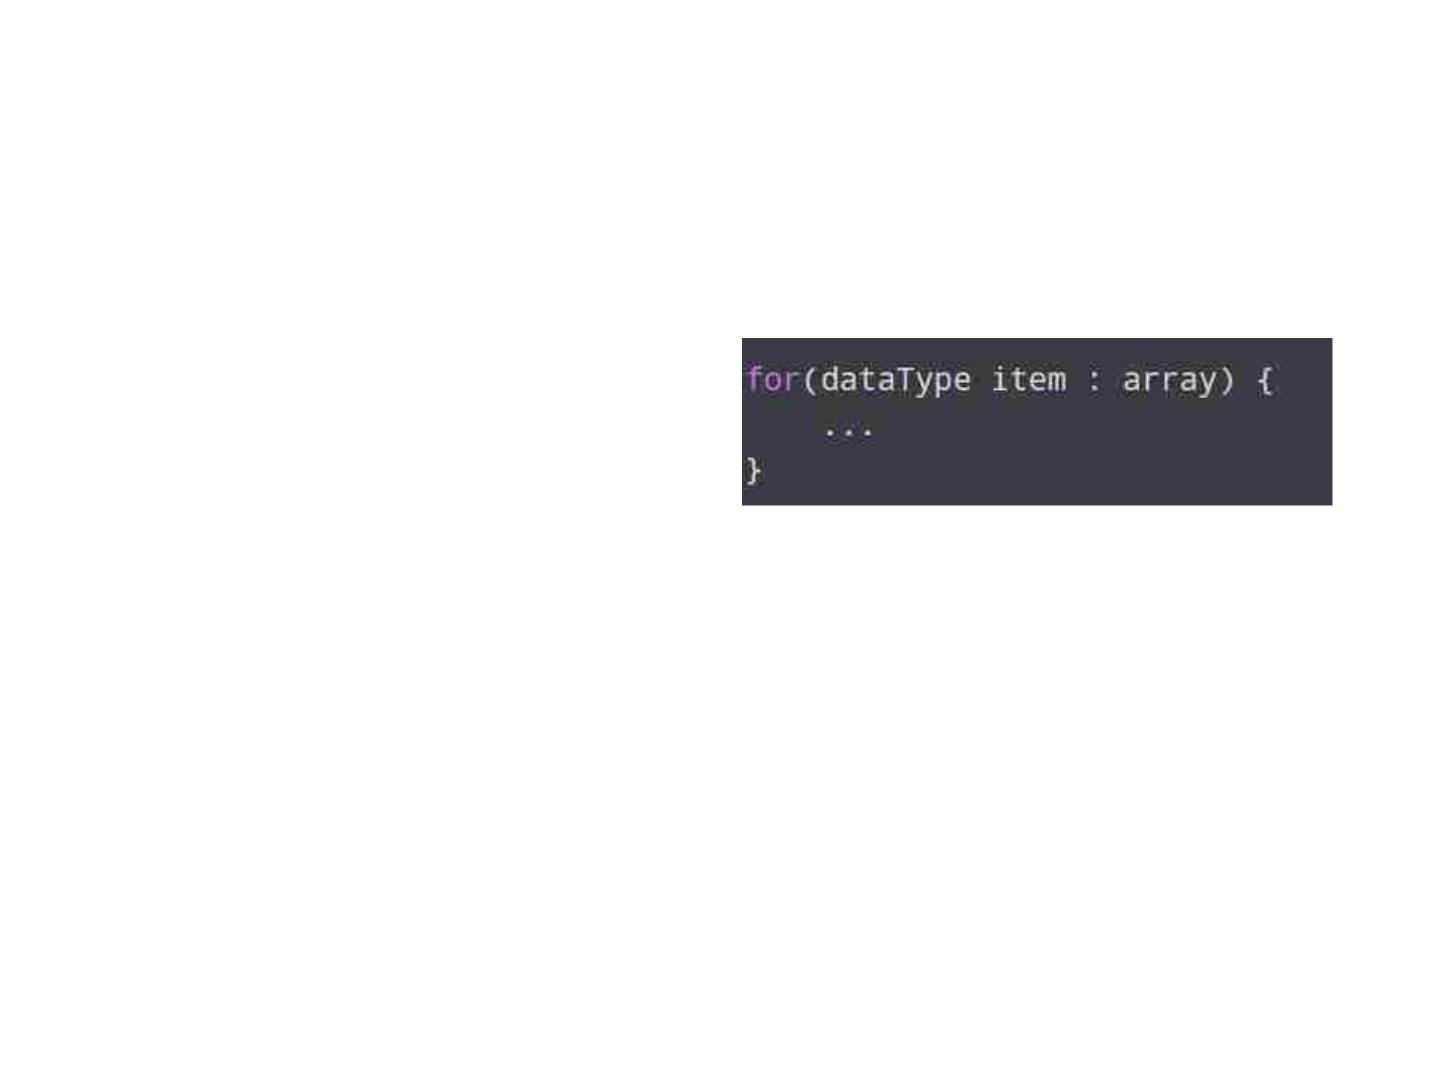 for(dataType item : array) {
    ...
}